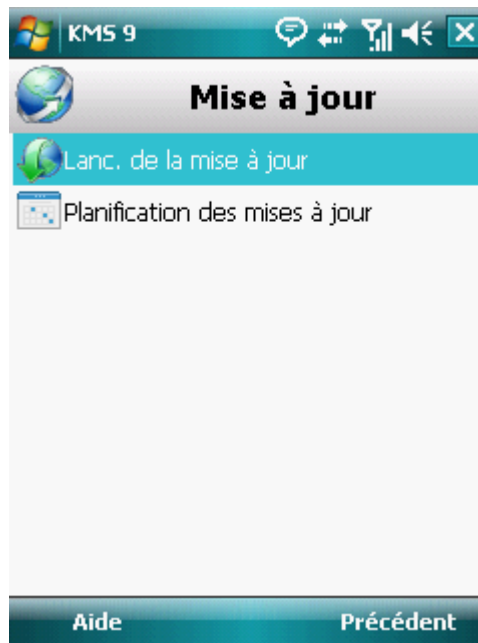 KMS 9
Mise à jour
Lanc. de la mise à jour
Planification des mises à jour
Aide Précédent